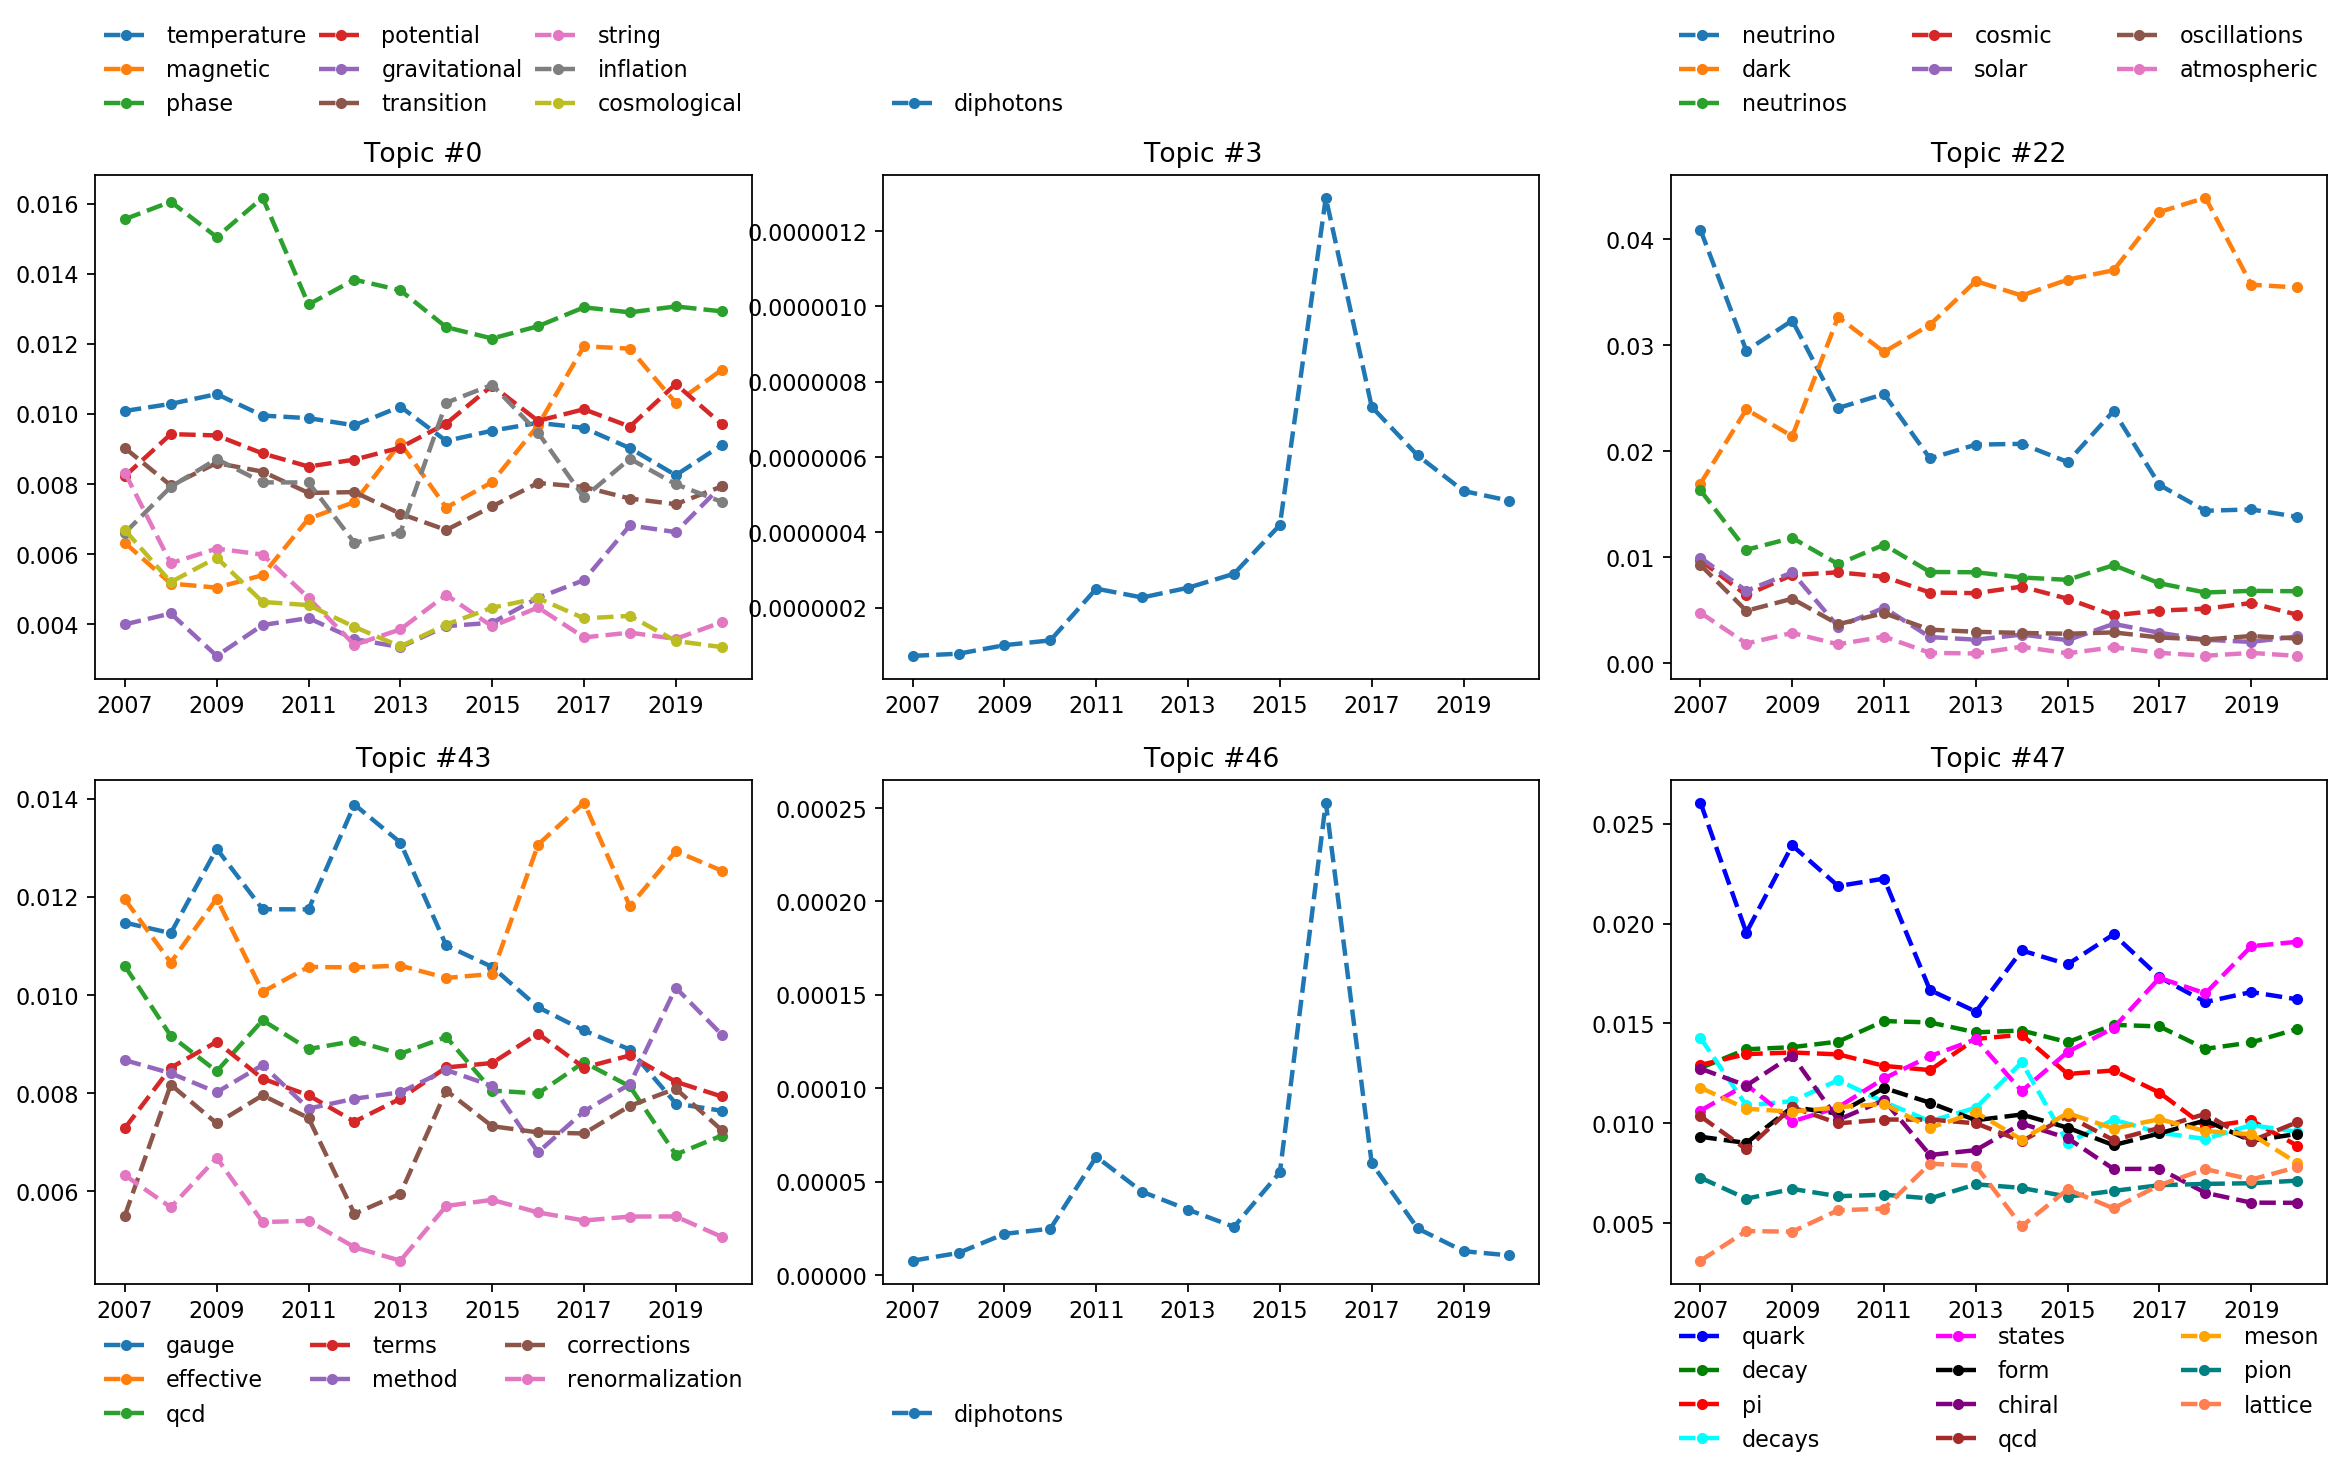 temperature potential string
magnetic gravitational inflation
phase transition cosmological
diphotons
neutrino cosmic oscillations
dark solar atmospheric
neutrinos
Topic #0
0.016
0.014
0.012
0.010
0.008
0.006
0.004
2007 2009 2011 2013 2015 2017 2019
Topic #3
0.0000012
0.0000010
0.0000008
0.0000006
0.0000004
0.0000002
2007 2009 2011 2013 2015 2017 2019
Topic #22
0.04
0.03
0.02
0.01
0.00
2007 2009 2011 2013 2015 2017 2019
Topic #43
0.014
0.012
0.010
0.008
0.006
2007 2009 2011 2013 2015 2017 2019
gauge terms corrections
effective method renormalization
qcd
Topic #46
0.00025
0.00020
0.00015
0.00010
0.00005
0.00000
2007 2009 2011 2013 2015 2017 2019
diphotons
Topic #47
0.025
0.020
0.015
0.010
0.005
2007 2009 2011 2013 2015 2017 2019
quark states meson
decay form pion
pi chiral lattice
decays qcd